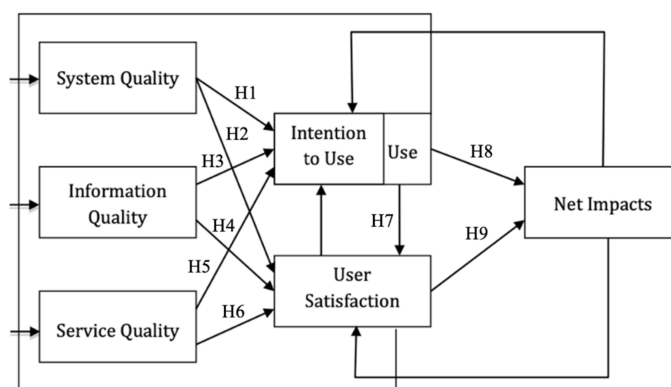 System Quality
H1
H2
Intention
to Use
Use
H3
H8
Information
Quality
Net Impacts
H4
H7
H9
H5
User
Satisfaction
H6
Service Quality